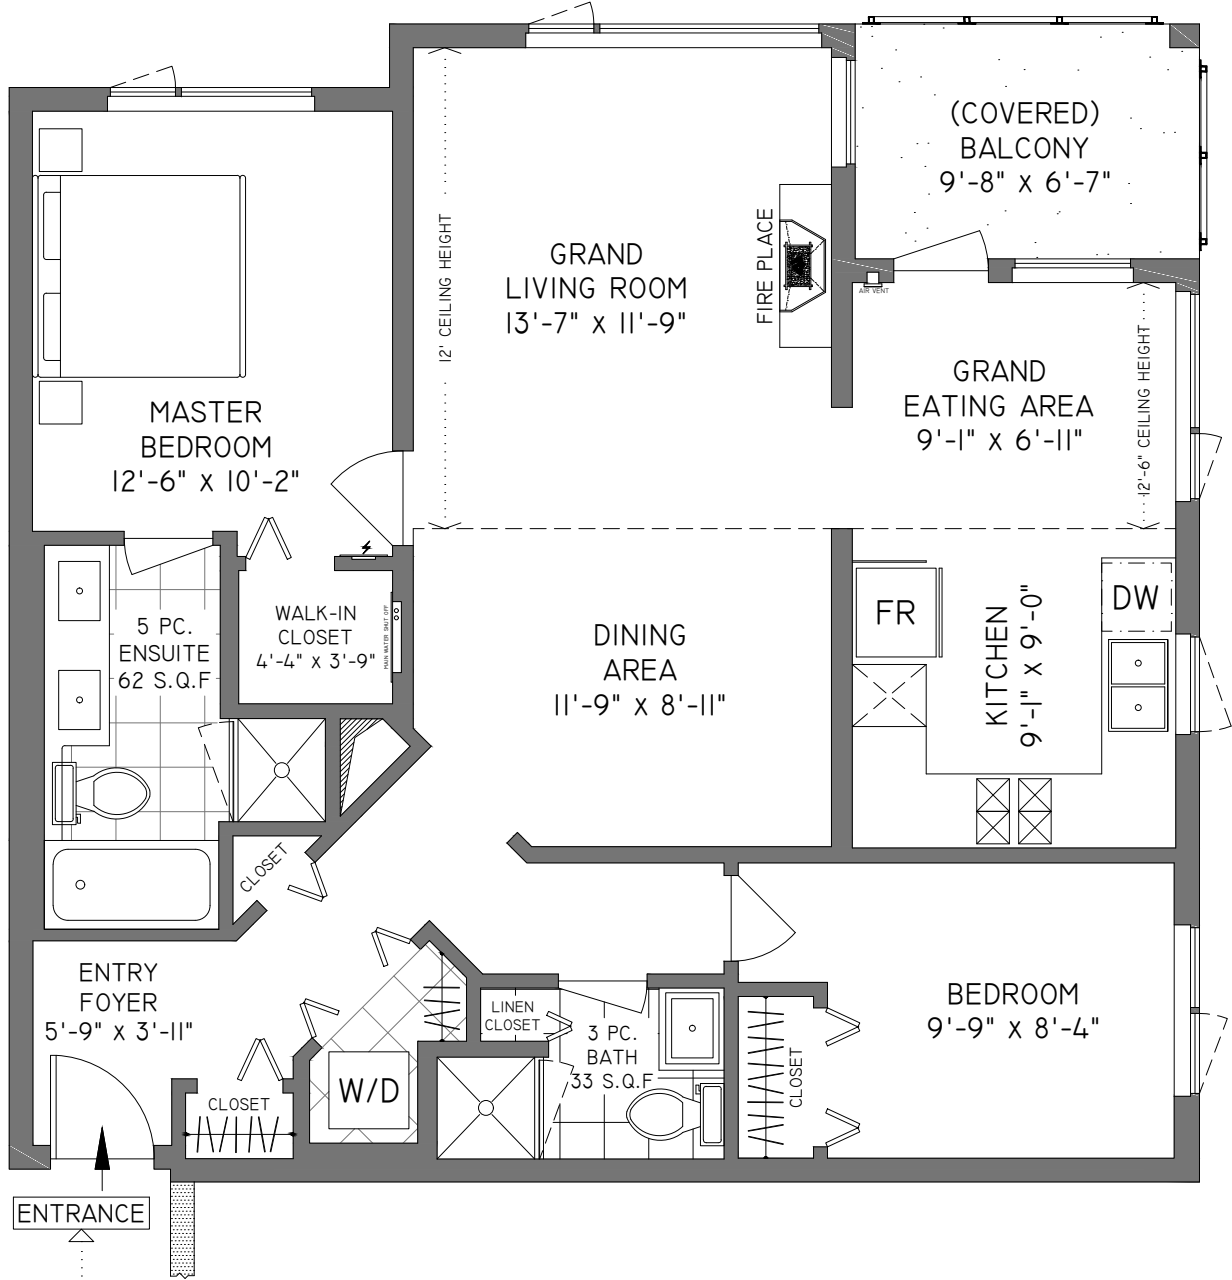 (COVERED)
BALCONY
9'-8" X 6'-7"
GRAND
LIVING ROOM
13'-7" X 11'-9"
12' CEILING HEIGHT
FIRE PLACE
AIR VENT
GRAND
EATING AREA
9'-1" X 6'-11"
12'-6" CEILING HEIGHT
MASTER
BEDROOM
12'-6" X 10'-2"
5 PC.
ENSUITE
62 S.Q.F
WALK-IN
CLOSET
4'-4" X 3'-9"
MAIN WATER SHUT OFF
DINING
AREA
11'-9" X 8'-11"
FR
KITCHEN
9'-1" X 9'-0"
DW
CLOSET
ENTRY
FOYER
5'-9" X 3'-11"
CLOSET
W/D
LINEN
CLOSET
3 PC.
BATH
33 S.Q.F
CLOSET
BEDROOM
9'-9" X 8'-4"
ENTRANCE